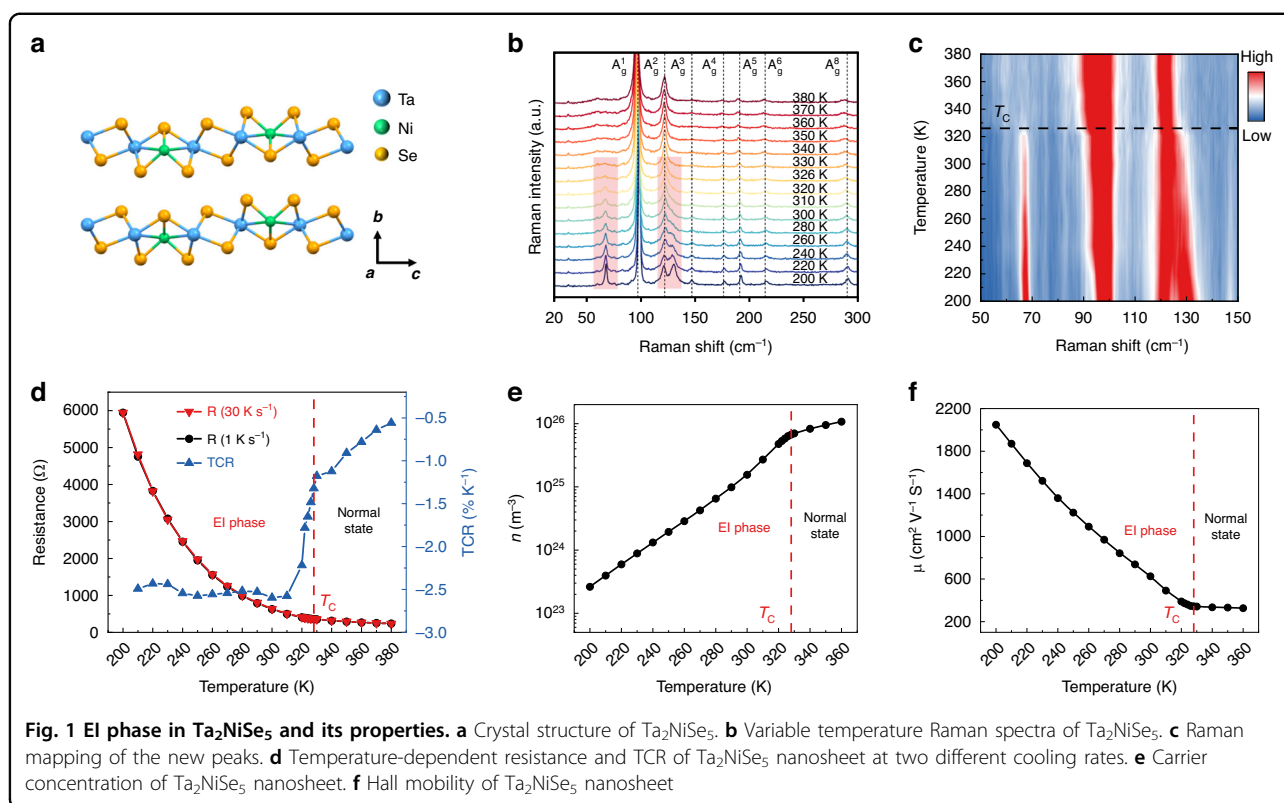 a
Ta
Ni
Se
b
a
c
b
A¹g A²g A³g A⁴g A⁵g A⁶g A⁸g
380 K
370 K
360 K
350 K
340 K
330 K
326 K
320 K
310 K
300 K
280 K
260 K
240 K
220 K
200 K
Raman intensity (a.u.)
20 50 100 150 200 250 300
Raman shift (cm⁻¹)
c
380
360
340
320
300
280
260
240
220
200
Temperature (K)
TC
High
Low
50 70 90 110 130 150
Raman shift (cm⁻¹)
d
6000
5000
4000
3000
2000
1000
0
Resistance (Ω)
R (30 K s⁻¹)
R (1 K s⁻¹)
TCR
EI phase
Normal
state
TC
−0.5
−1.0
−1.5
−2.0
−2.5
−3.0
TCR (% K⁻¹)
200 220 240 260 280 300 320 340 360 380
Temperature (K)
e
10²⁶
10²⁵
10²⁴
10²³
n (m⁻³)
EI phase
Normal
state
TC
200 220 240 260 280 300 320 340 360
Temperature (K)
f
2200
1800
1400
1000
600
200
μ (cm² V⁻¹ S⁻¹)
EI phase
Normal
state
TC
200 220 240 260 280 300 320 340 360
Temperature (K)
Fig. 1 EI phase in Ta₂NiSe₅ and its properties. a Crystal structure of Ta₂NiSe₅. b Variable temperature Raman spectra of Ta₂NiSe₅. c Raman
mapping of the new peaks. d Temperature-dependent resistance and TCR of Ta₂NiSe₅ nanosheet at two different cooling rates. e Carrier
concentration of Ta₂NiSe₅ nanosheet. f Hall mobility of Ta₂NiSe₅ nanosheet